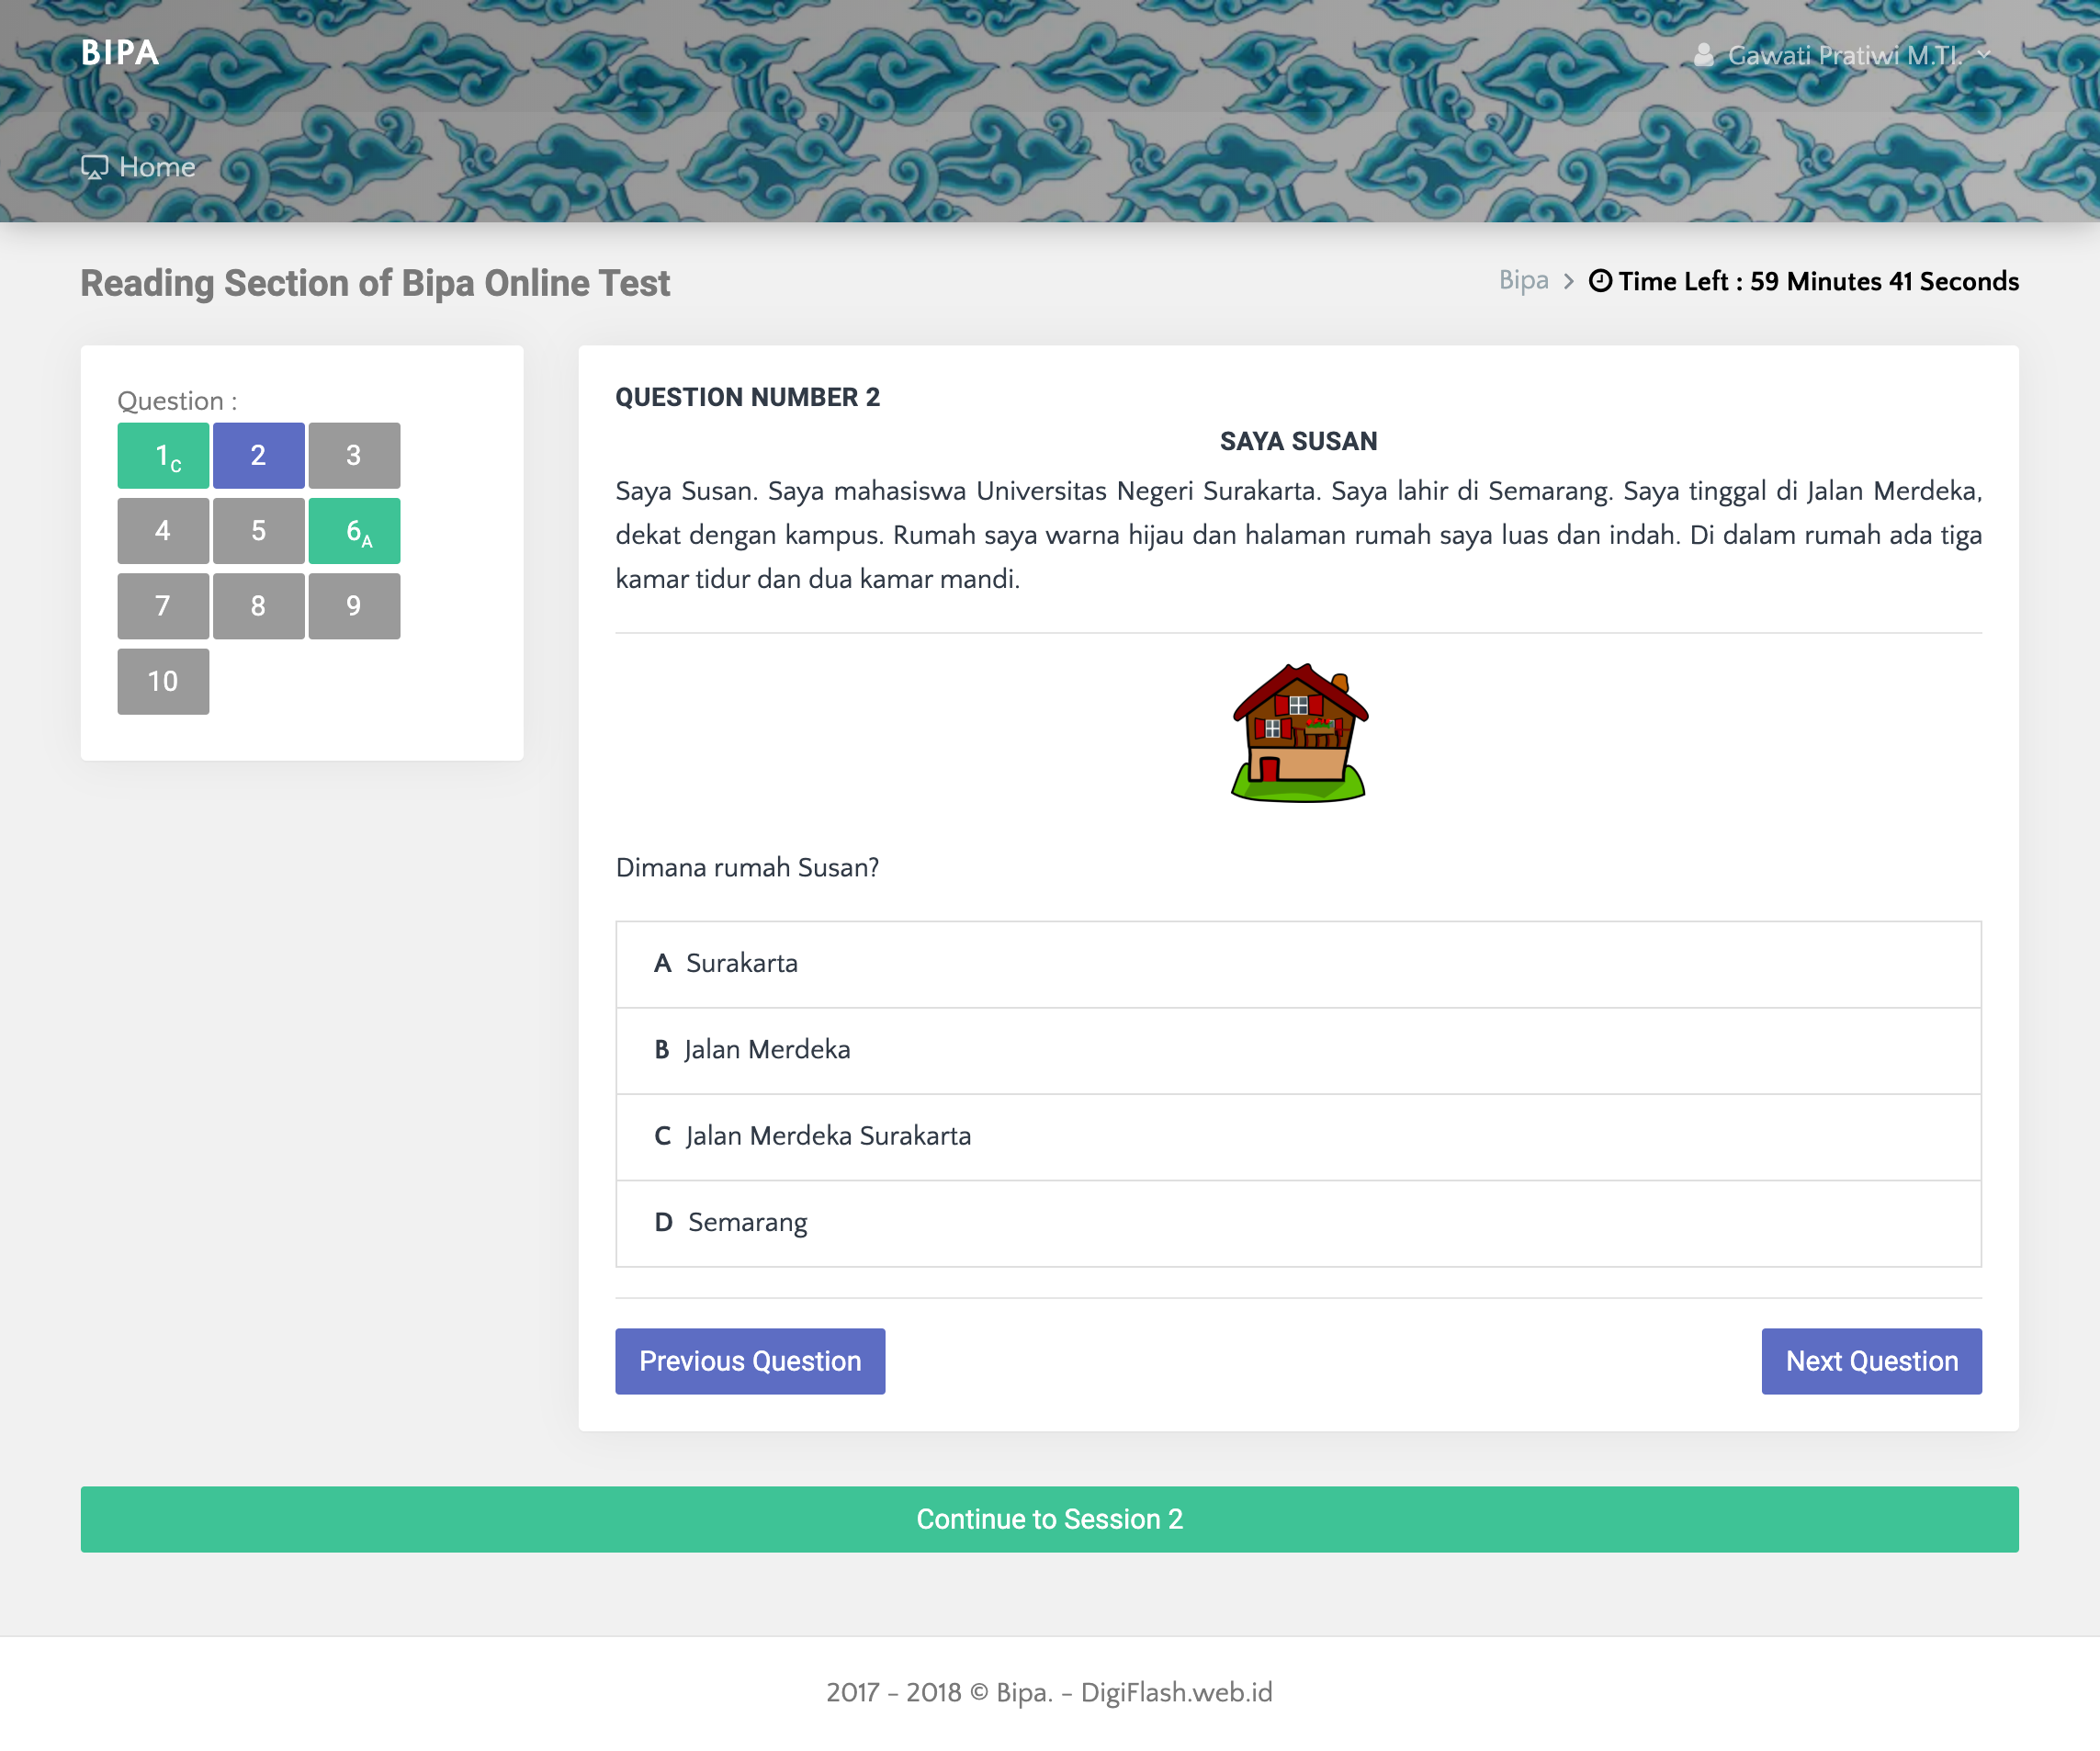 BIPA
Gawati Pratiwi M.TI.
Home
Reading Section of Bipa Online Test
Bipa > Time Left : 59 Minutes 41 Seconds
Question :
1 C 2 3
4 5 6 A
7 8 9
10
QUESTION NUMBER 2
SAYA SUSAN
Saya Susan. Saya mahasiswa Universitas Negeri Surakarta. Saya lahir di Semarang. Saya tinggal di Jalan Merdeka,
dekat dengan kampus. Rumah saya warna hijau dan halaman rumah saya luas dan indah. Di dalam rumah ada tiga
kamar tidur dan dua kamar mandi.
Dimana rumah Susan?
A Surakarta
B Jalan Merdeka
C Jalan Merdeka Surakarta
D Semarang
Previous Question Next Question
Continue to Session 2
2017 - 2018 © Bipa. - DigiFlash.web.id